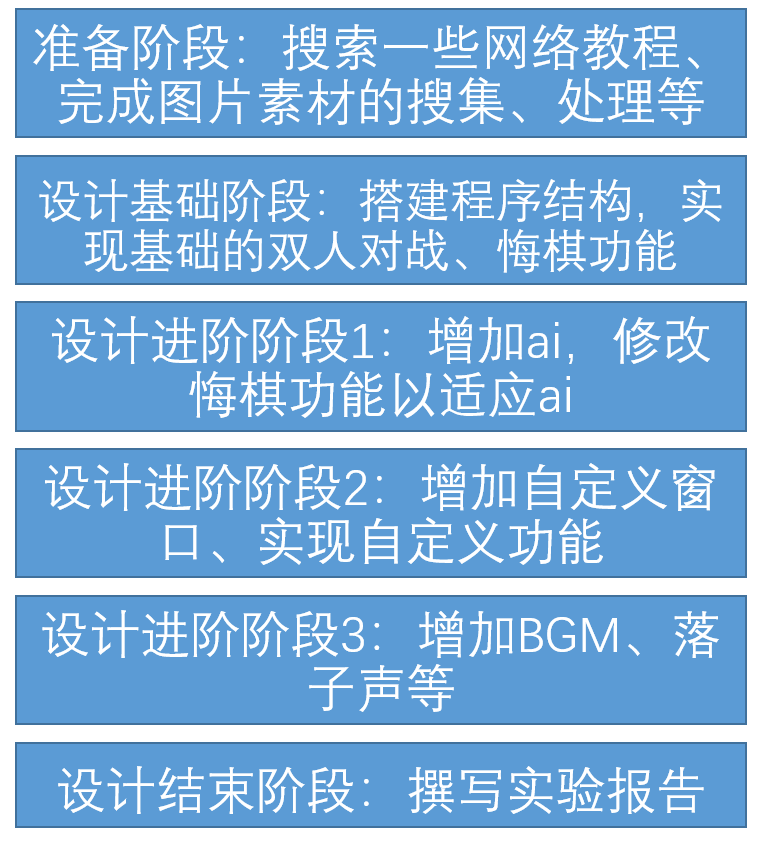 准备阶段：搜索一些网络教程、
完成图片素材的搜集、处理等
设计基础阶段：搭建程序结构，实
现基础的双人对战、悔棋功能
设计进阶阶段1：增加ai，修改
悔棋功能以适应ai
设计进阶阶段2：增加自定义窗
口、实现自定义功能
设计进阶阶段3：增加BGM、落
子声等
设计结束阶段：撰写实验报告